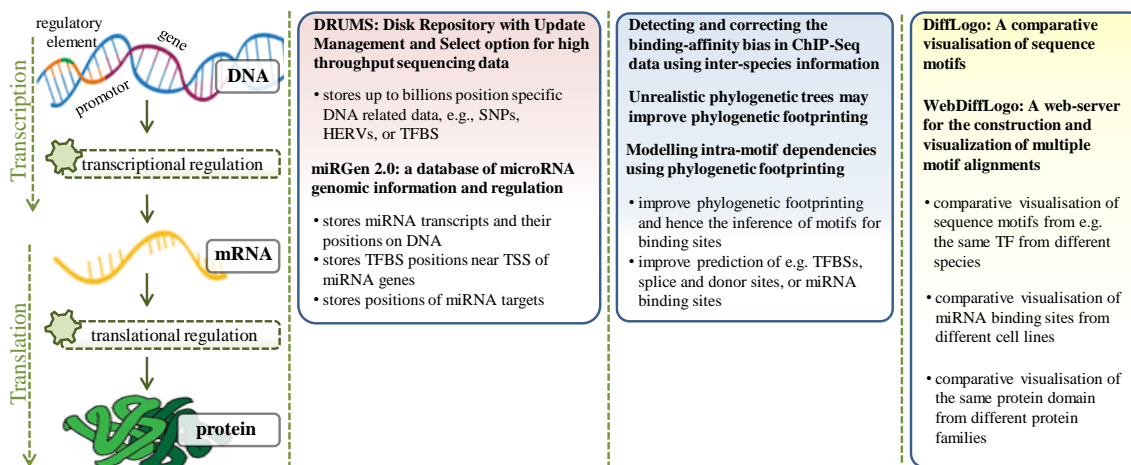 regulatory
element
gene
DNA
promotor
Transcription
transcriptional regulation
mRNA
Translation
translational regulation
protein
DRUMS: Disk Repository with Update
Management and Select option for high
throughput sequencing data
• stores up to billions position specific
DNA related data, e.g., SNPs,
HERVs, or TFBS
miRGen 2.0: a database of microRNA
genomic information and regulation
• stores miRNA transcripts and their
positions on DNA
• stores TFBS positions near TSS of
miRNA genes
• stores positions of miRNA targets
Detecting and correcting the
binding-affinity bias in ChIP-Seq
data using inter-species information
Unrealistic phylogenetic trees may
improve phylogenetic footprinting
Modelling intra-motif dependencies
using phylogenetic footprinting
• improve phylogenetic footprinting
and hence the inference of motifs for
binding sites
• improve prediction of e.g. TFBSs,
splice and donor sites, or miRNA
binding sites
DiffLogo: A comparative
visualisation of sequence
motifs
WebDiffLogo: A web-server
for the construction and
visualization of multiple
motif alignments
• comparative visualisation of
sequence motifs from e.g.
the same TF from different
species
• comparative visualisation of
miRNA binding sites from
different cell lines
• comparative visualisation of
the same protein domain
from different protein
families